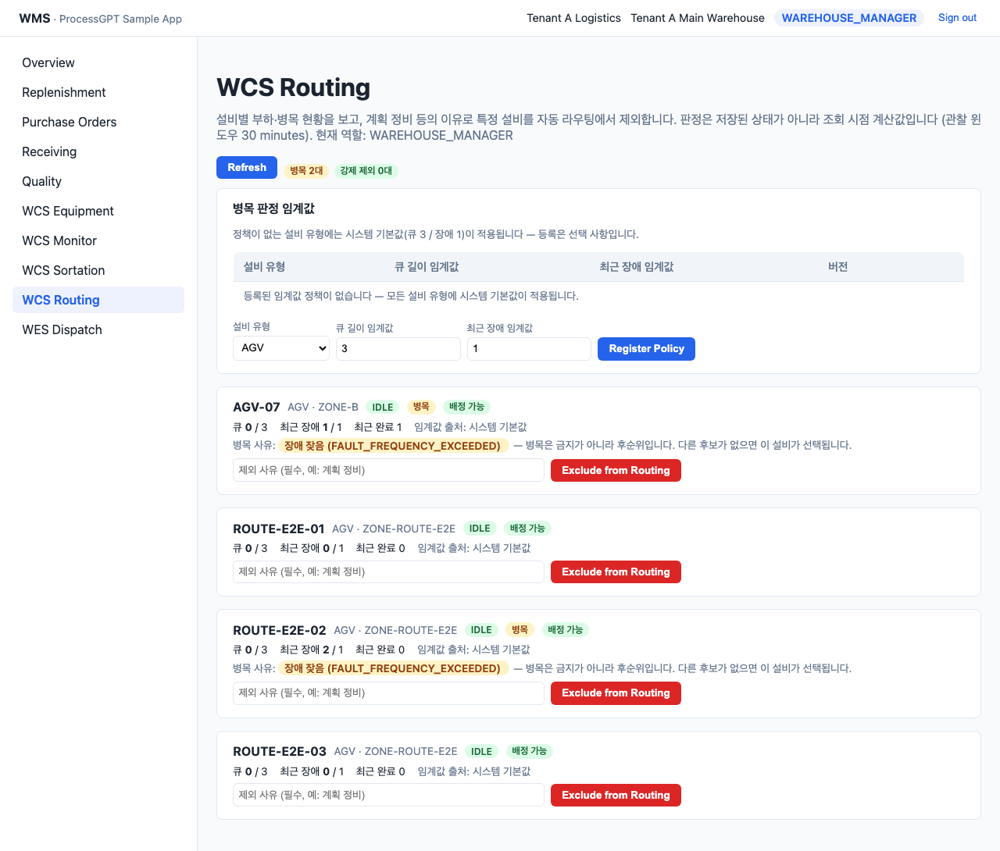 WMS · ProcessGPT Sample App
Tenant A Logistics Tenant A Main Warehouse WAREHOUSE_MANAGER Sign out
Overview
Replenishment
Purchase Orders
Receiving
Quality
WCS Equipment
WCS Monitor
WCS Sortation
WCS Routing
WES Dispatch
WCS Routing
설비별 부하·병목 현황을 보고, 계획 정비 등의 이유로 특정 설비를 자동 라우팅에서 제외합니다. 판정은 저장된 상태가 아니라 조회 시점 계산값입니다 (관찰 윈
도우 30 minutes). 현재 역할: WAREHOUSE_MANAGER
Refresh 병목 2대 강제 제외 0대
병목 판정 임계값
정책이 없는 설비 유형에는 시스템 기본값(큐 3 / 장애 1)이 적용됩니다 — 등록은 선택 사항입니다.
설비 유형 큐 길이 임계값 최근 장애 임계값 버전
등록된 임계값 정책이 없습니다 — 모든 설비 유형에 시스템 기본값이 적용됩니다.
설비 유형 큐 길이 임계값 최근 장애 임계값
AGV 3 1 Register Policy
AGV-07 AGV · ZONE-B IDLE 병목 배정 가능
큐 0 / 3 최근 장애 1 / 1 최근 완료 1 임계값 출처: 시스템 기본값
병목 사유: 장애 잦음 (FAULT_FREQUENCY_EXCEEDED) — 병목은 금지가 아니라 후순위입니다. 다른 후보가 없으면 이 설비가 선택됩니다.
제외 사유 (필수, 예: 계획 정비) Exclude from Routing
ROUTE-E2E-01 AGV · ZONE-ROUTE-E2E IDLE 배정 가능
큐 0 / 3 최근 장애 0 / 1 최근 완료 0 임계값 출처: 시스템 기본값
제외 사유 (필수, 예: 계획 정비) Exclude from Routing
ROUTE-E2E-02 AGV · ZONE-ROUTE-E2E IDLE 병목 배정 가능
큐 0 / 3 최근 장애 2 / 1 최근 완료 0 임계값 출처: 시스템 기본값
병목 사유: 장애 잦음 (FAULT_FREQUENCY_EXCEEDED) — 병목은 금지가 아니라 후순위입니다. 다른 후보가 없으면 이 설비가 선택됩니다.
제외 사유 (필수, 예: 계획 정비) Exclude from Routing
ROUTE-E2E-03 AGV · ZONE-ROUTE-E2E IDLE 배정 가능
큐 0 / 3 최근 장애 0 / 1 최근 완료 0 임계값 출처: 시스템 기본값
제외 사유 (필수, 예: 계획 정비) Exclude from Routing